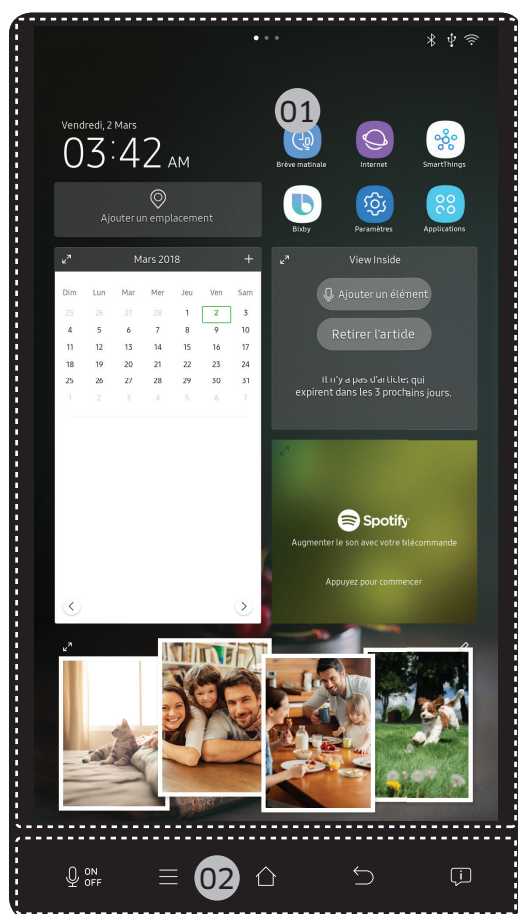 Vendredi, 2 Mars
03:42 AM
Ajouter un emplacement
01
Brève matinale
Internet
SmartThings
Bixby
Paramètres
Applications
Mars 2018 +
Dim Lun Mar Mer Jeu Ven Sam
25 26 27 28 1 2 3
4 5 6 7 8 9 10
11 12 13 14 15 16 17
18 19 20 21 22 23 24
25 26 27 28 29 30 31
1 2 3 4 5 6 7
View Inside
Ajouter un élément
Retirer l'artide
Il n'y a pas d'articles qui
expirent dans les 3 prochains jours.
Spotify
Augmenter le son avec votre tilécommande
Appuyez pour commencer
ON
OFF
02